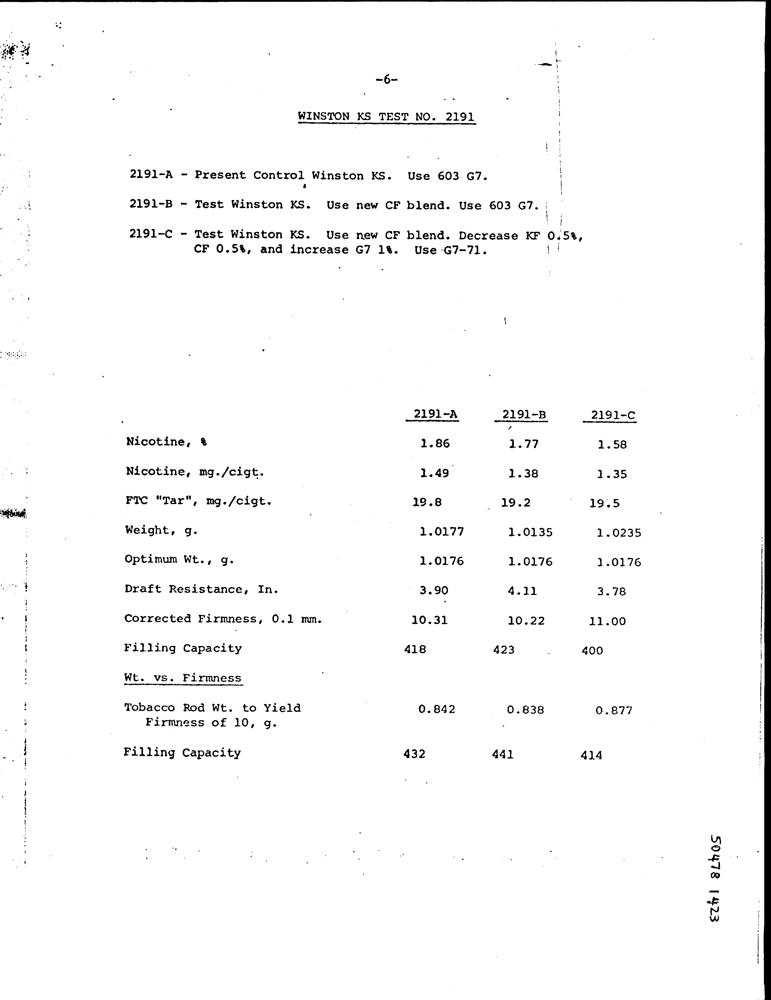 -6-
WINSTON KS TEST NO. 2191
2191-A - Present Control Winston KS. Use 603 G7.
2191-B - Test Winston KS. Use new CF blend. Use 603 G7.
2191-C - Test Winston KS. Use new CF blend. Decrease KF 0.5%,
CF 0.5%, and increase G7 1%. Use G7-71.
2191-A 2191-B 2191-C
Nicotine, % 1.86 1.77 1.58
Nicotine, mg./cigt. 1.49 1.38 1.35
FTC "Tar", mg./cigt. 19.8 19.2 19.5
Weight, g. 1.0177 1.0135 1.0235
Optimum Wt., g. 1.0176 1.0176 1.0176
Draft Resistance, In. 3.90 4.11 3.78
Corrected Firmness, 0.1 mm. 10.31 10.22 11.00
Filling Capacity 418 423 400
Wt. vs. Firmness
Tobacco Rod Wt. to Yield 0.842 0.838 0.877
Firmness of 10, g.
Filling Capacity 432 441 414
50478 1423